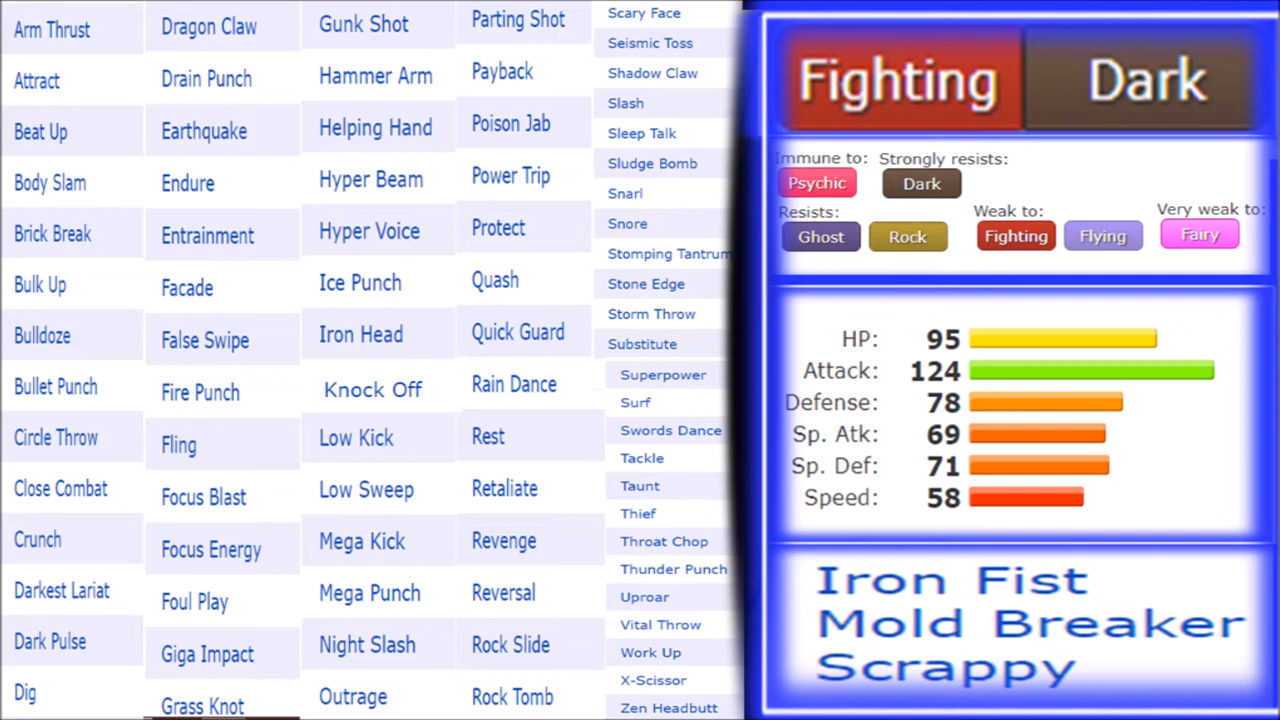 Arm Thrust
Attract
Beat Up
Body Slam
Brick Break
Bulk Up
Bulldoze
Bullet Punch
Circle Throw
Close Combat
Crunch
Darkest Lariat
Dark Pulse
Dig
Dragon Claw
Drain Punch
Earthquake
Endure
Entrainment
Facade
False Swipe
Fire Punch
Fling
Focus Blast
Focus Energy
Foul Play
Giga Impact
Grass Knot
Gunk Shot
Hammer Arm
Helping Hand
Hyper Beam
Hyper Voice
Ice Punch
Iron Head
Knock Off
Low Kick
Low Sweep
Mega Kick
Mega Punch
Night Slash
Outrage
Parting Shot
Payback
Poison Jab
Power Trip
Protect
Quash
Quick Guard
Rain Dance
Rest
Retaliate
Revenge
Reversal
Rock Slide
Rock Tomb
Scary Face
Seismic Toss
Shadow Claw
Slash
Sleep Talk
Sludge Bomb
Snarl
Snore
Stomping Tantrum
Stone Edge
Storm Throw
Substitute
Superpower
Surf
Swords Dance
Tackle
Taunt
Thief
Throat Chop
Thunder Punch
Uproar
Vital Throw
Work Up
X-Scissor
Zen Headbutt
Fighting Dark
Immune to: Strongly resists:
Psychic Dark
Resists: Weak to: Very weak to:
Ghost Rock Fighting Flying Fairy
HP: 95
Attack: 124
Defense: 78
Sp. Atk: 69
Sp. Def: 71
Speed: 58
Iron Fist
Mold Breaker
Scrappy